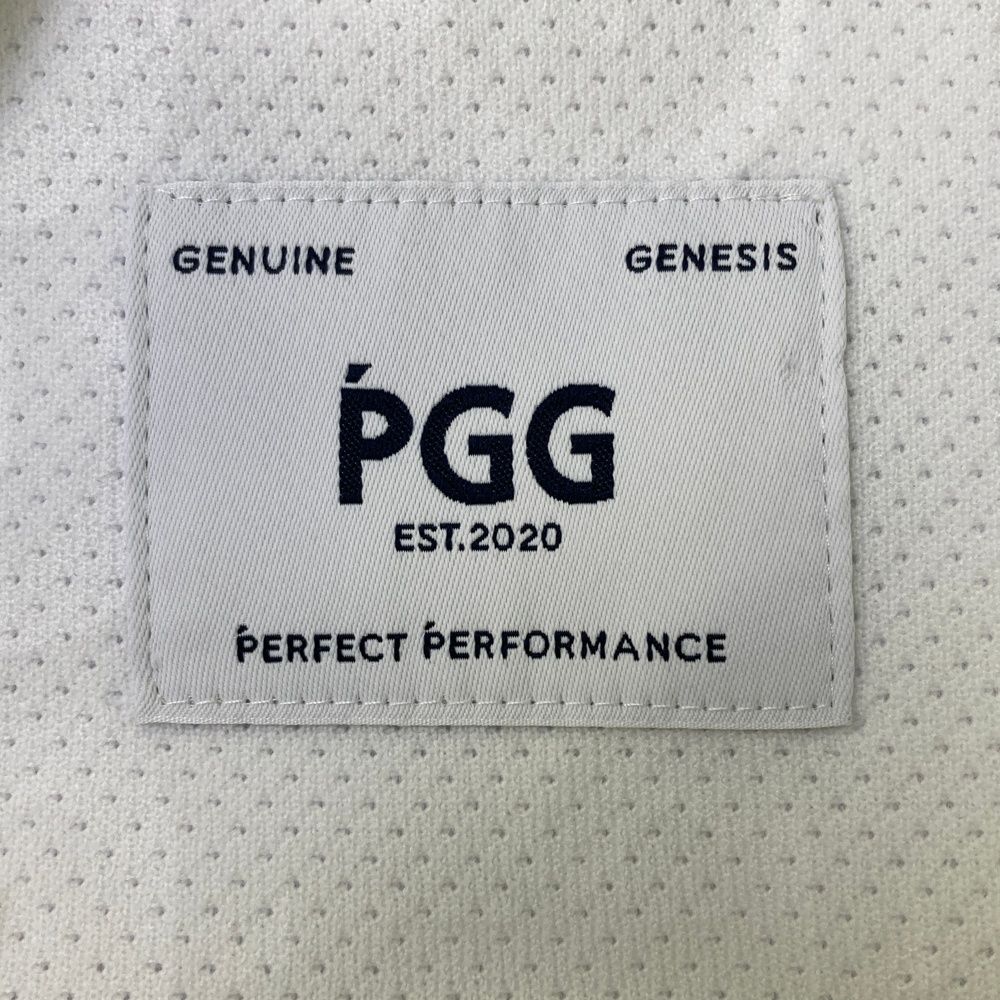 GENUINE GENESIS
ṔGG
EST.2020
ṔERFECT ṔERFORMANCE